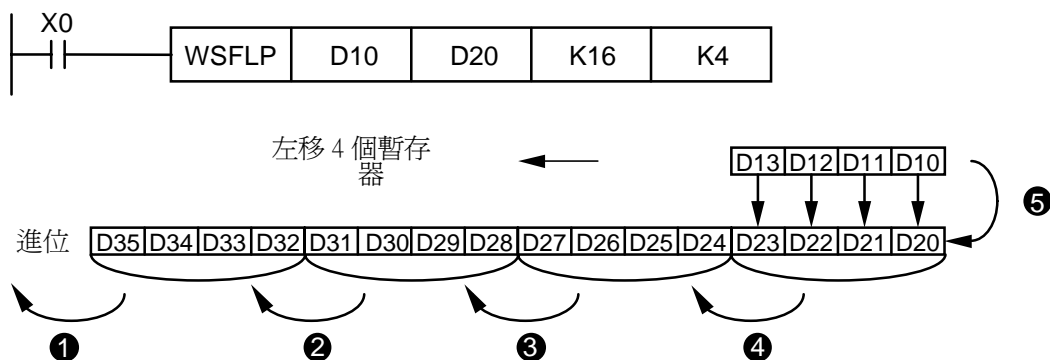 X0
WSFLP D10 D20 K16 K4
左移 4 個暫存
器
D13 D12 D11 D10
❺
進位 D35 D34 D33 D32 D31 D30 D29 D28 D27 D26 D25 D24 D23 D22 D21 D20
❶ ❷ ❸ ❹